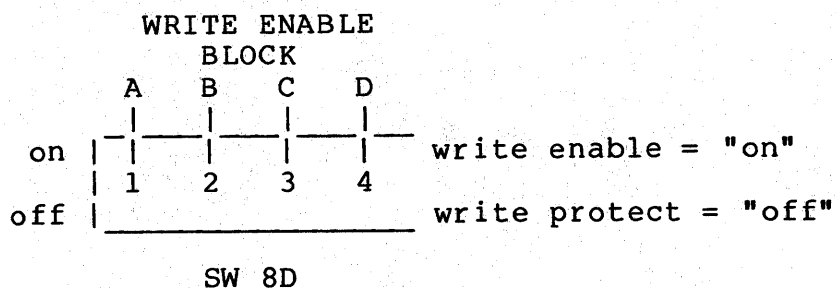 WRITE ENABLE
BLOCK
A B C D
on write enable = "on"
1 2 3 4
off write protect = "off"
SW 8D